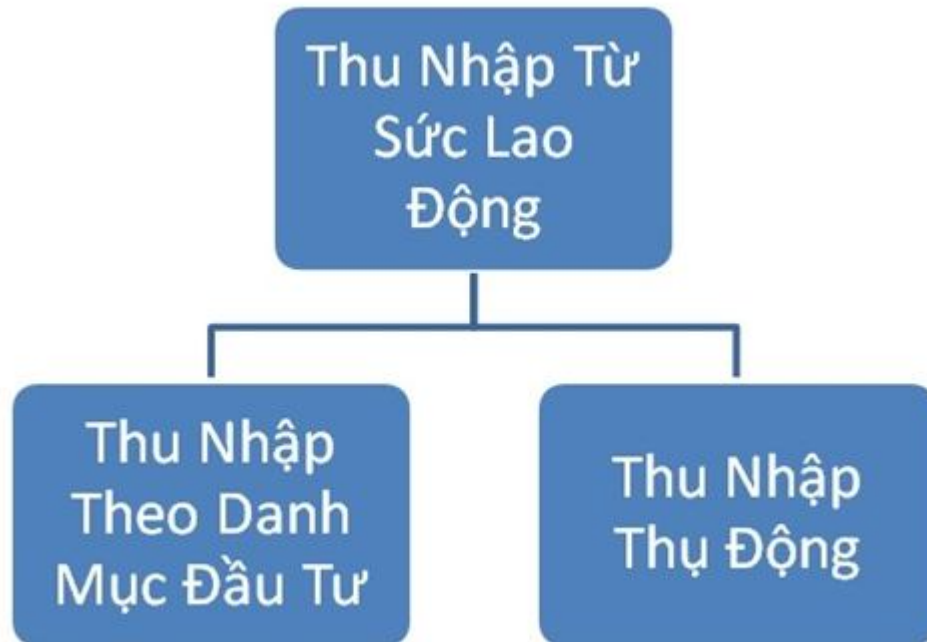 Thu Nhập Từ
Sức Lao
Động
Thu Nhập
Theo Danh
Mục Đầu Tư
Thu Nhập
Thụ Động